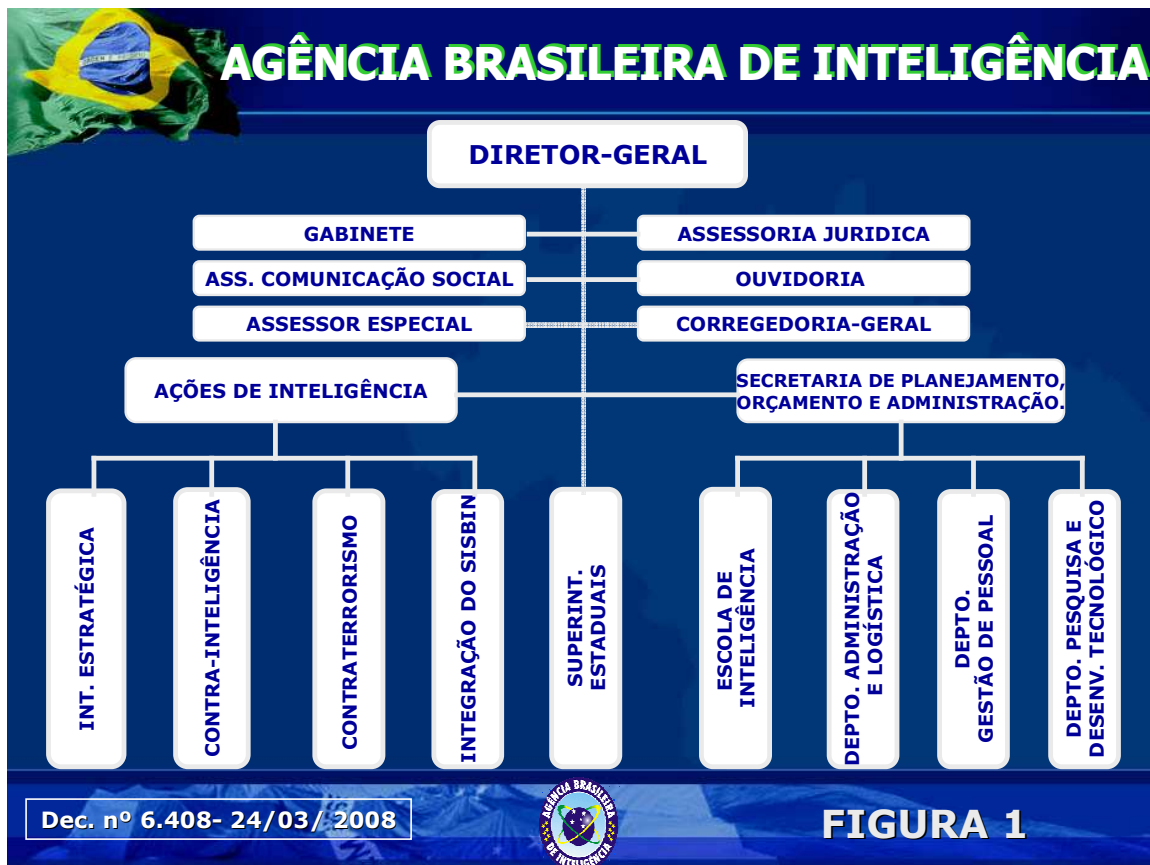 AGÊNCIA BRASILEIRA DE INTELIGÊNCIA
DIRETOR-GERAL
GABINETE
ASSESSORIA JURIDICA
ASS. COMUNICAÇÃO SOCIAL
OUVIDORIA
ASSESSOR ESPECIAL
CORREGEDORIA-GERAL
AÇÕES DE INTELIGÊNCIA
SECRETARIA DE PLANEJAMENTO,
ORÇAMENTO E ADMINISTRAÇÃO.
INT. ESTRATÉGICA
CONTRA-INTELIGÊNCIA
CONTRATERRORISMO
INTEGRAÇÃO DO SISBIN
SUPERINT.
ESTADUAIS
ESCOLA DE
INTELIGÊNCIA
DEPTO. ADMINISTRAÇÃO
E LOGÍSTICA
DEPTO.
GESTÃO DE PESSOAL
DEPTO. PESQUISA E
DESENV. TECNOLÓGICO
Dec. nº 6.408- 24/03/ 2008
AGÊNCIA BRASILEIRA
DE INTELIGÊNCIA
FIGURA 1